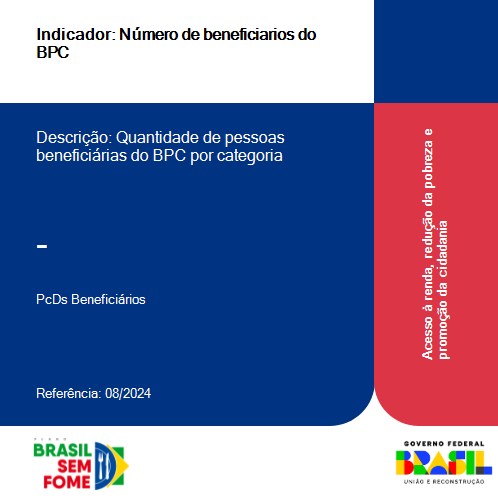 Indicador: Número de beneficiarios do
BPC
Descrição: Quantidade de pessoas
beneficiárias do BPC por categoria
–
PcDs Beneficiários
Referência: 08/2024
Acesso à renda, redução da pobreza e
promoção da cidadania
PLANO
BRASIL
SEM
FOME
GOVERNO FEDERAL
BRASIL
UNIÃO E RECONSTRUÇÃO